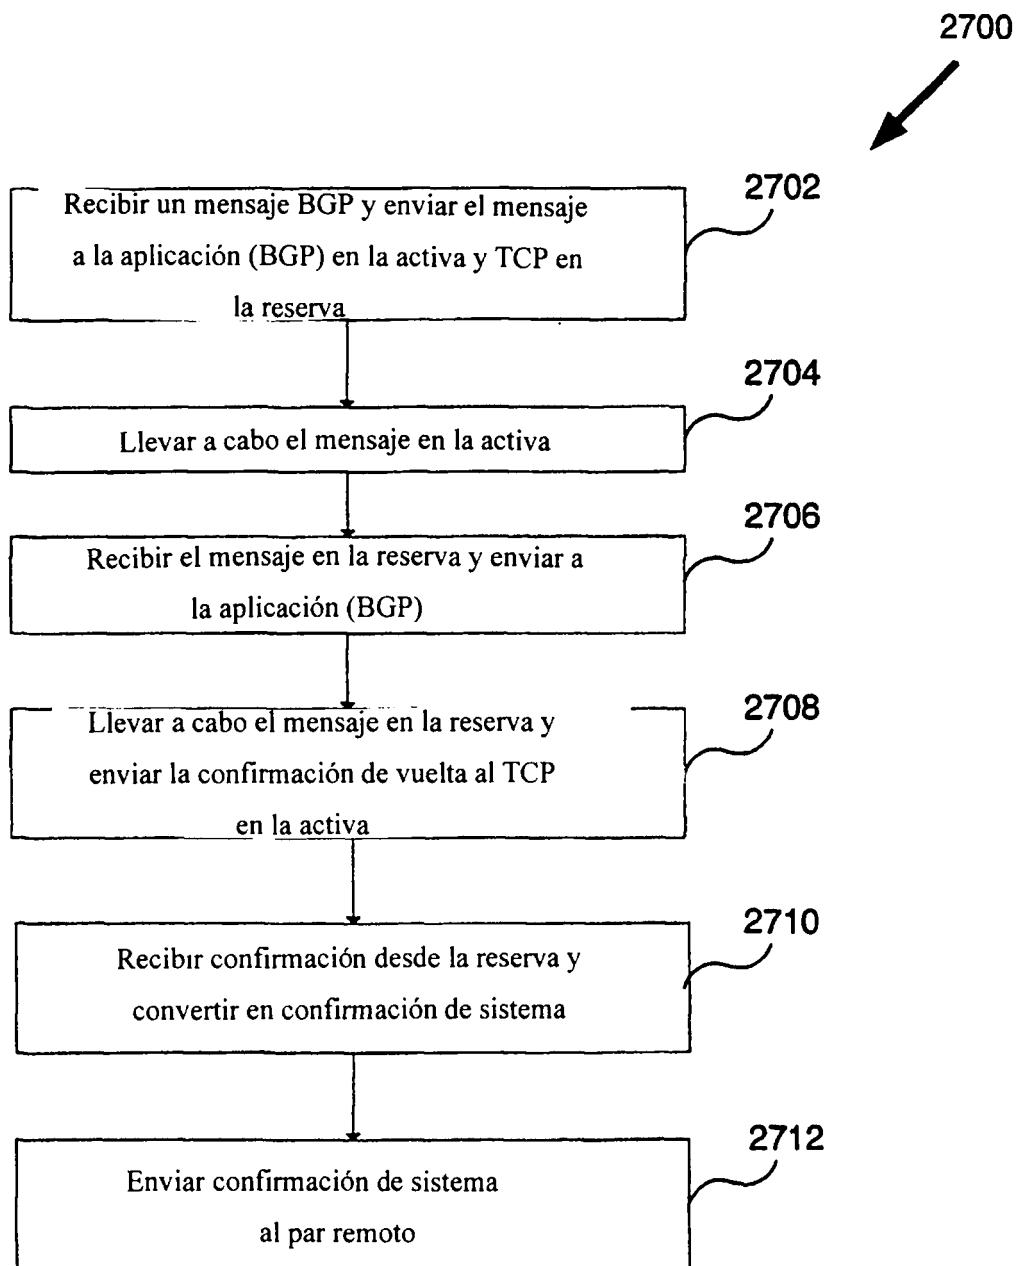 2700
2702
Recibir un mensaje BGP y enviar el mensaje
a la aplicación (BGP) en la activa y TCP en
la reserva
2704
Llevar a cabo el mensaje en la activa
2706
Recibir el mensaje en la reserva y enviar a
la aplicación (BGP)
2708
Llevar a cabo el mensaje en la reserva y
enviar la confirmación de vuelta al TCP
en la activa
2710
Recibir confirmación desde la reserva y
convertir en confirmación de sistema
2712
Enviar confirmación de sistema
al par remoto